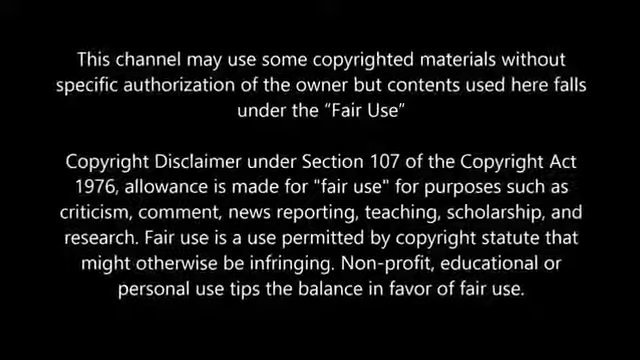 This channel may use some copyrighted materials without
specific authorization of the owner but contents used here falls
under the “Fair Use”
Copyright Disclaimer under Section 107 of the Copyright Act
1976, allowance is made for "fair use" for purposes such as
criticism, comment, news reporting, teaching, scholarship, and
research. Fair use is a use permitted by copyright statute that
might otherwise be infringing. Non-profit, educational or
personal use tips the balance in favor of fair use.